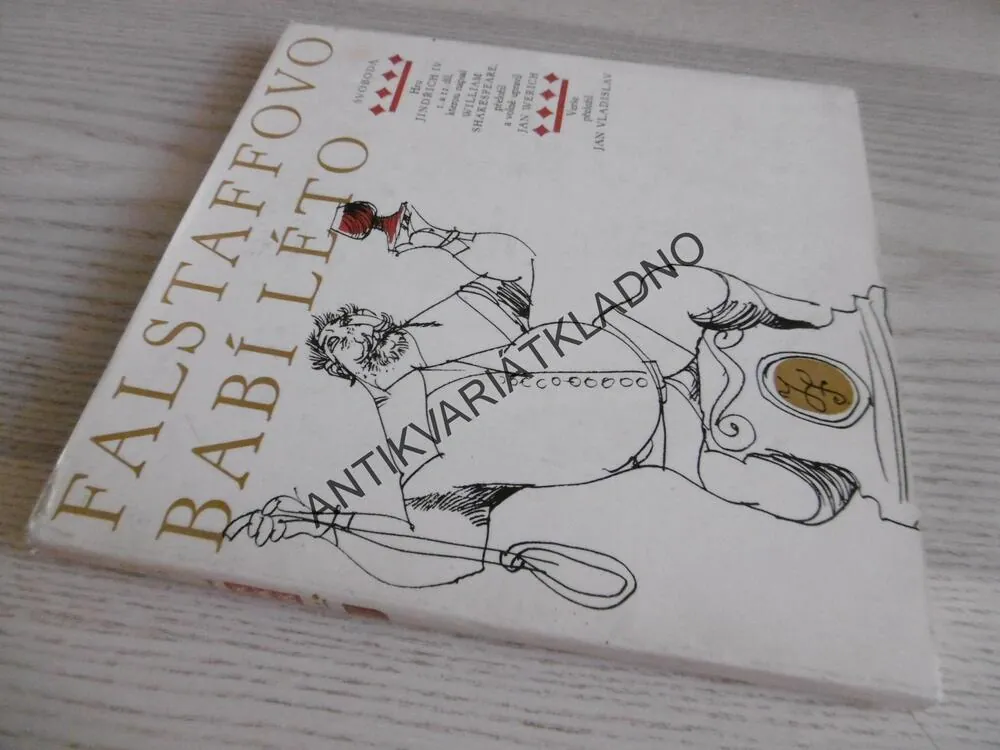 FALSTAFFOVO
BABÍ LÉTO
SVOBODA
Hru
JINDŘICH IV
1. a 2. díl,
kterou napsal
WILLIAM
SHAKESPEARE,
přeložil
a volně upravil
JAN WERICH
Verše
přeložil
JAN VLADISLAV
ANTIKVARIÁTKLADNO